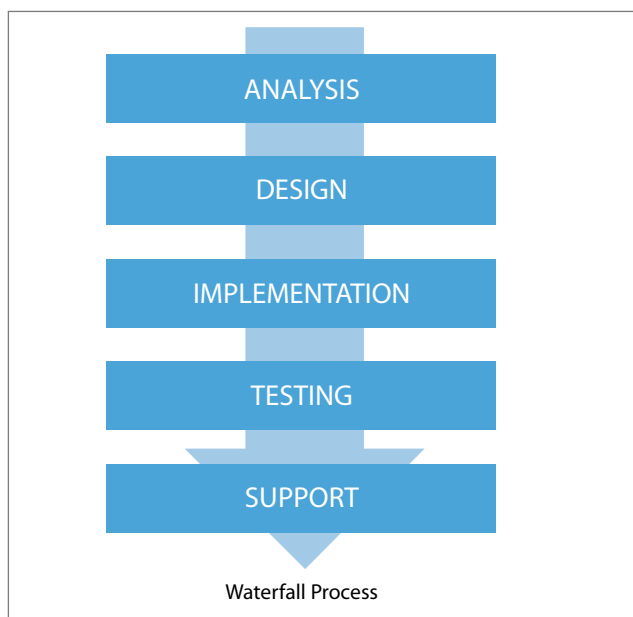 ANALYSIS
DESIGN
IMPLEMENTATION
TESTING
SUPPORT
Waterfall Process